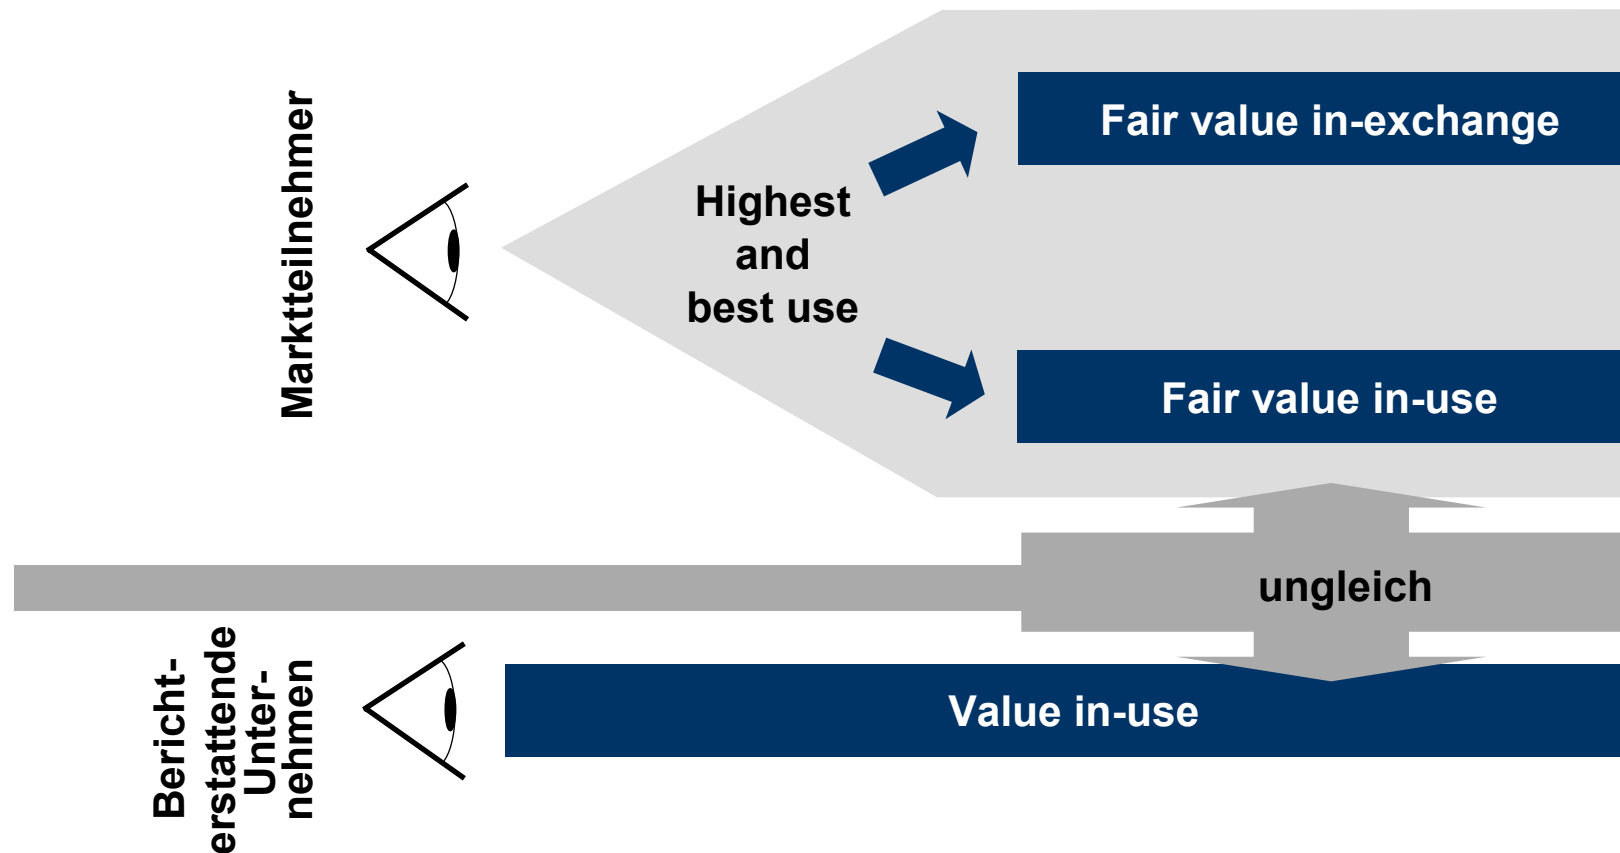 Marktteilnehmer
Highest
and
best use
Fair value in-exchange
Fair value in-use
ungleich
Bericht-
erstattende
Unter-
nehmen
Value in-use